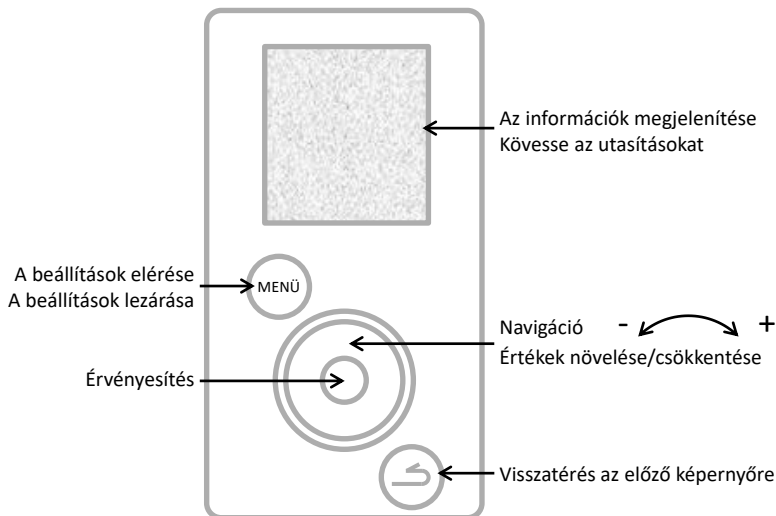 Az információk megjelenítése
Kövesse az utasításokat
A beállítások elérése
A beállítások lezárása
MENÜ
Navigáció - +
Értékek növelése/csökkentése
Érvényesítés
Visszatérés az előző képernyőre